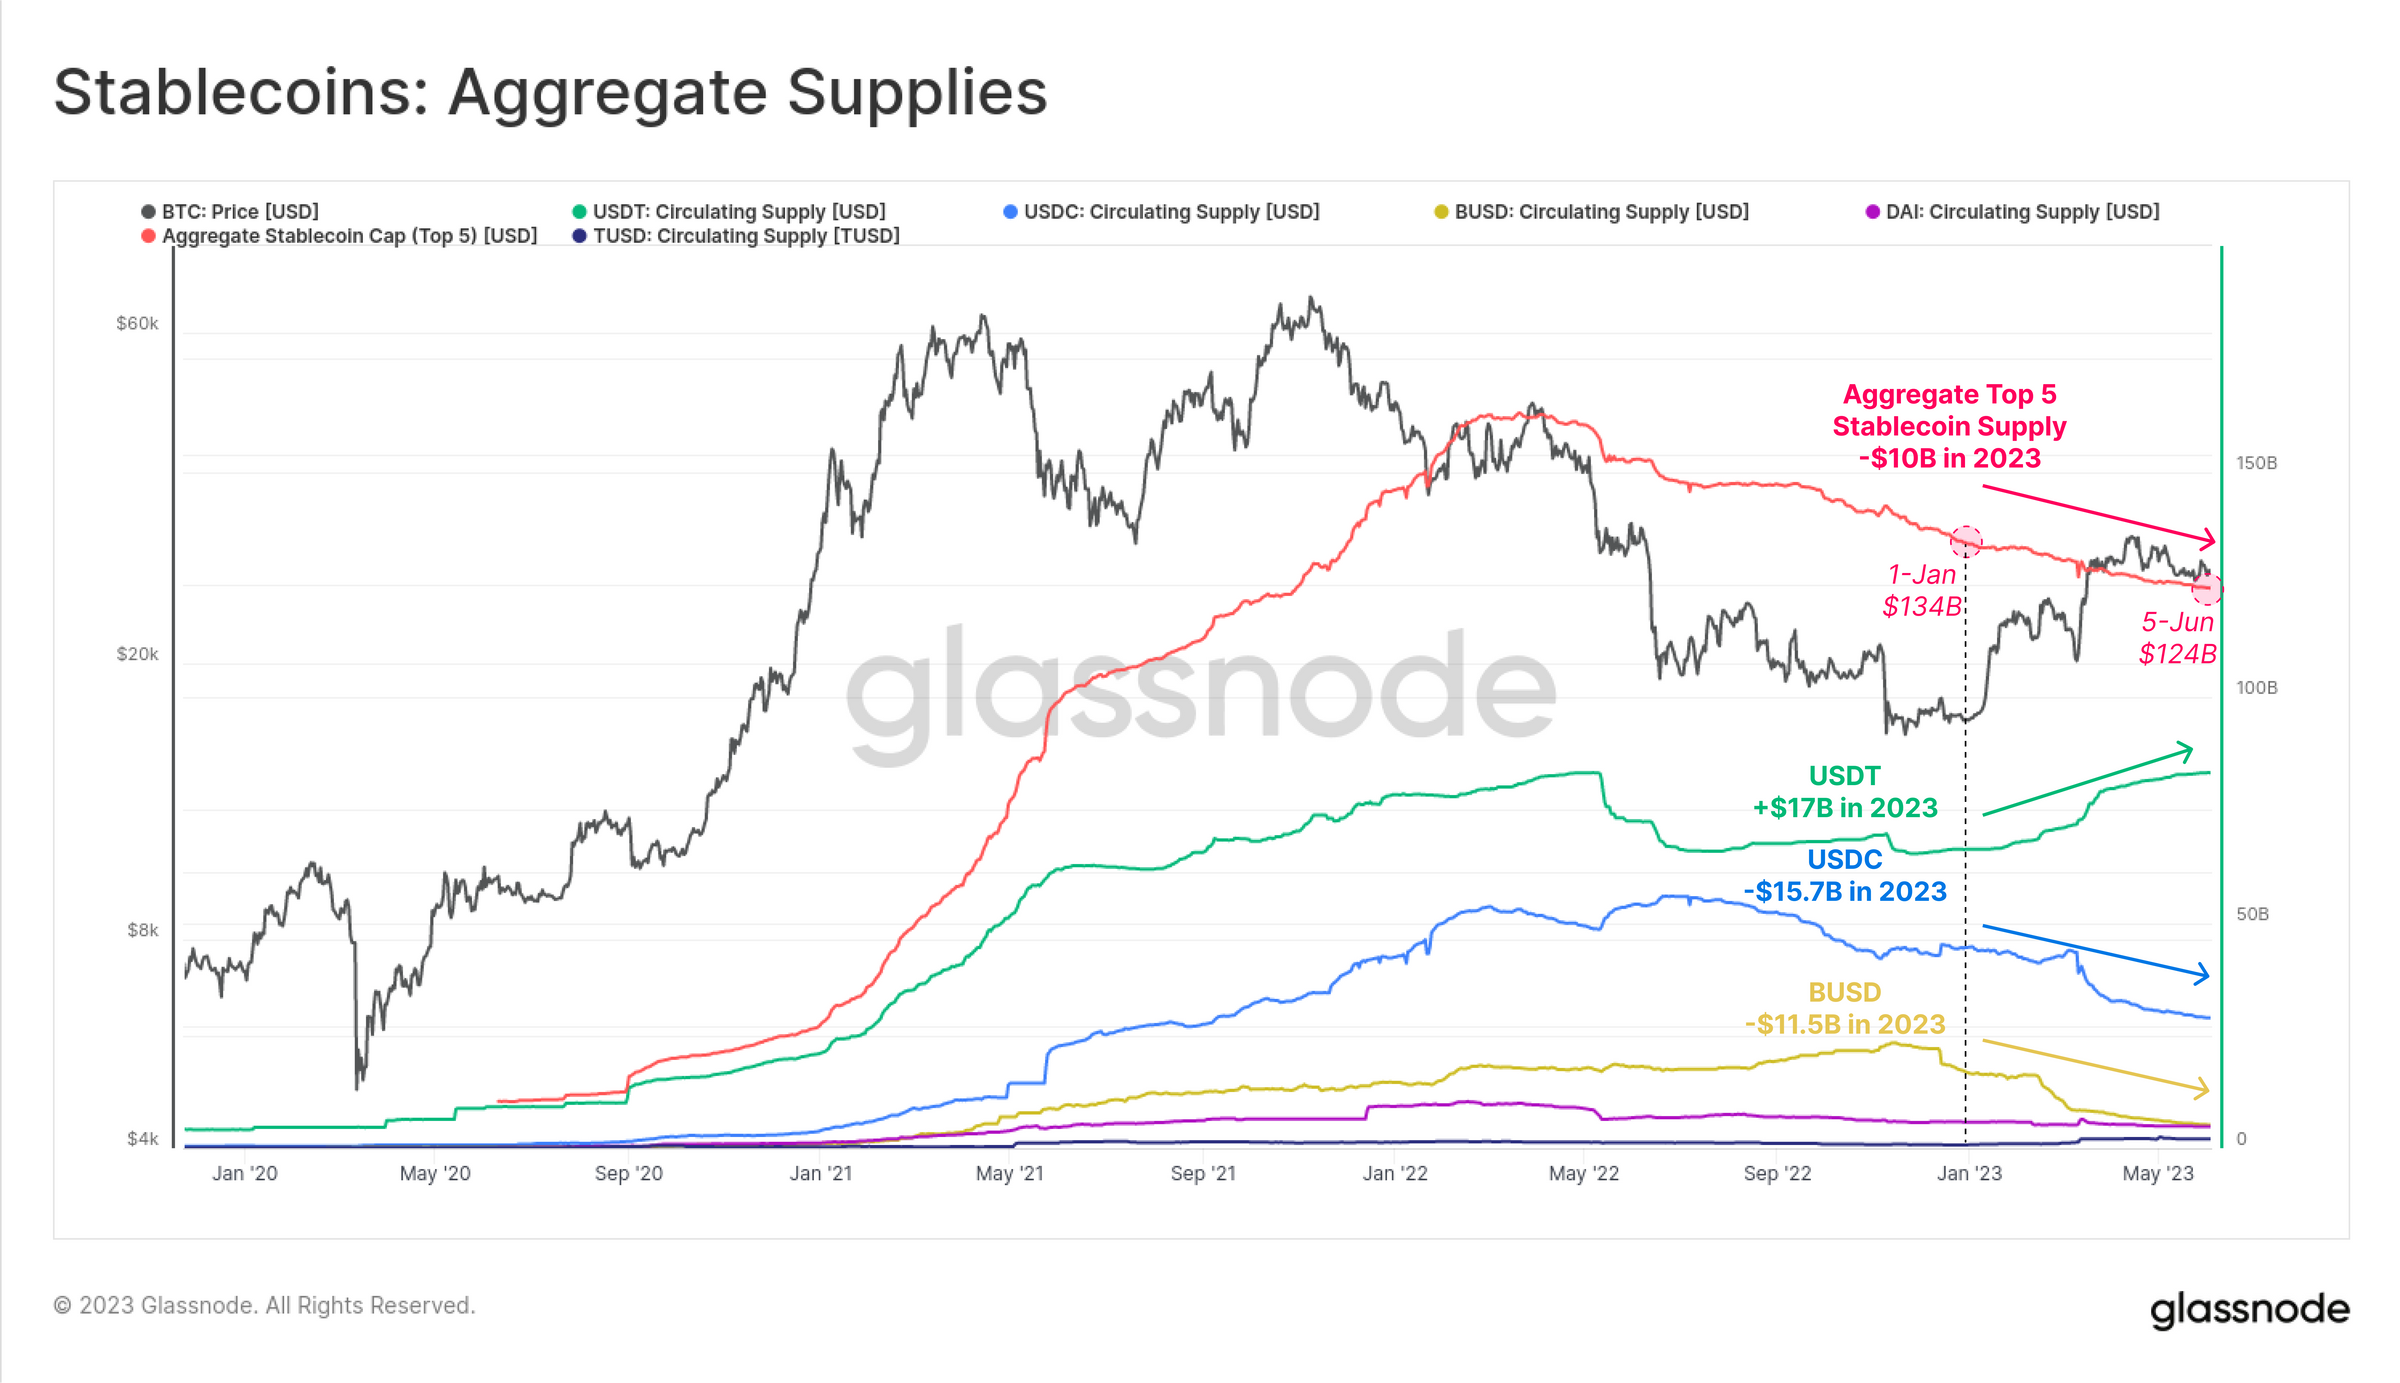 Stablecoins: Aggregate Supplies
BTC: Price [USD]
USDT: Circulating Supply [USD]
USDC: Circulating Supply [USD]
BUSD: Circulating Supply [USD]
DAI: Circulating Supply [USD]
Aggregate Stablecoin Cap (Top 5) [USD]
TUSD: Circulating Supply [TUSD]
$60k
$20k
$8k
$4k
150B
100B
50B
0
glassnode
Aggregate Top 5
Stablecoin Supply
-$10B in 2023
1-Jan
$134B
5-Jun
$124B
USDT
+$17B in 2023
USDC
-$15.7B in 2023
BUSD
-$11.5B in 2023
Jan '20
May '20
Sep '20
Jan '21
May '21
Sep '21
Jan '22
May '22
Sep '22
Jan '23
May '23
© 2023 Glassnode. All Rights Reserved.
glassnode